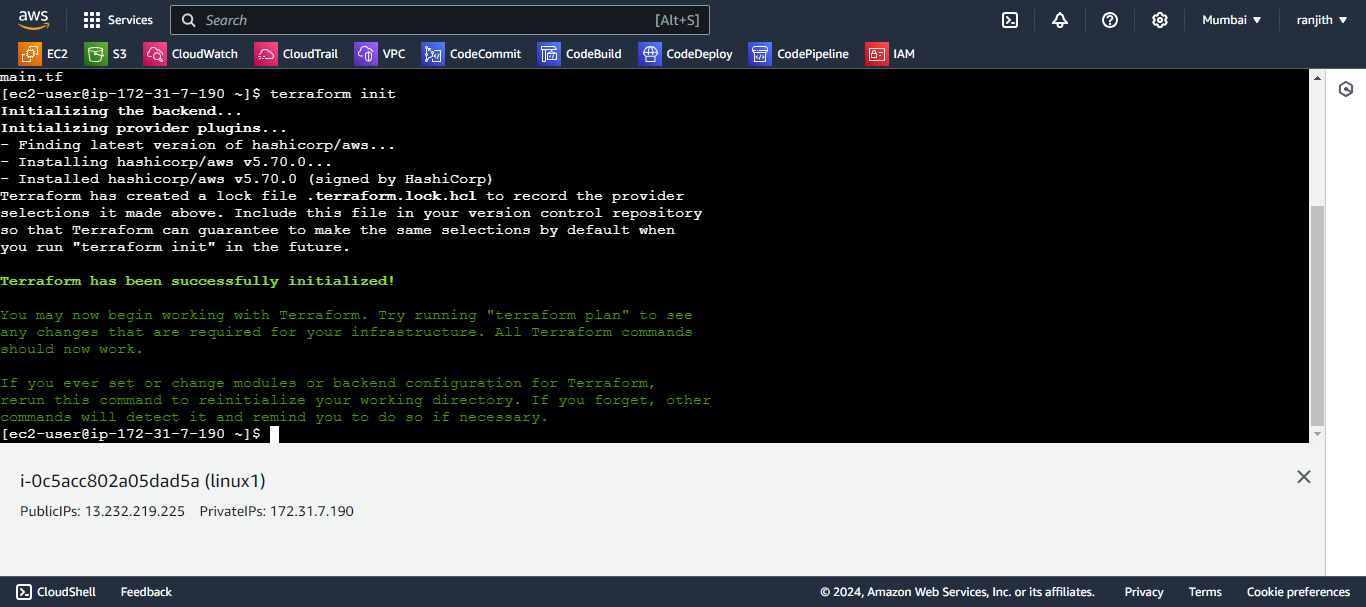 aws Services Search [Alt+S] Mumbai ▼ ranjith ▼
EC2 S3 CloudWatch CloudTrail VPC CodeCommit CodeBuild CodeDeploy CodePipeline IAM
main.tf
[ec2-user@ip-172-31-7-190 ~]$ terraform init
Initializing the backend...
Initializing provider plugins...
- Finding latest version of hashicorp/aws...
- Installing hashicorp/aws v5.70.0...
- Installed hashicorp/aws v5.70.0 (signed by HashiCorp)
Terraform has created a lock file .terraform.lock.hcl to record the provider
selections it made above. Include this file in your version control repository
so that Terraform can guarantee to make the same selections by default when
you run "terraform init" in the future.
Terraform has been successfully initialized!
You may now begin working with Terraform. Try running "terraform plan" to see
any changes that are required for your infrastructure. All Terraform commands
should now work.
If you ever set or change modules or backend configuration for Terraform,
rerun this command to reinitialize your working directory. If you forget, other
commands will detect it and remind you to do so if necessary.
[ec2-user@ip-172-31-7-190 ~]$
i-0c5acc802a05dad5a (linux1)
PublicIPs: 13.232.219.225 PrivateIPs: 172.31.7.190
CloudShell Feedback © 2024, Amazon Web Services, Inc. or its affiliates. Privacy Terms Cookie preferences